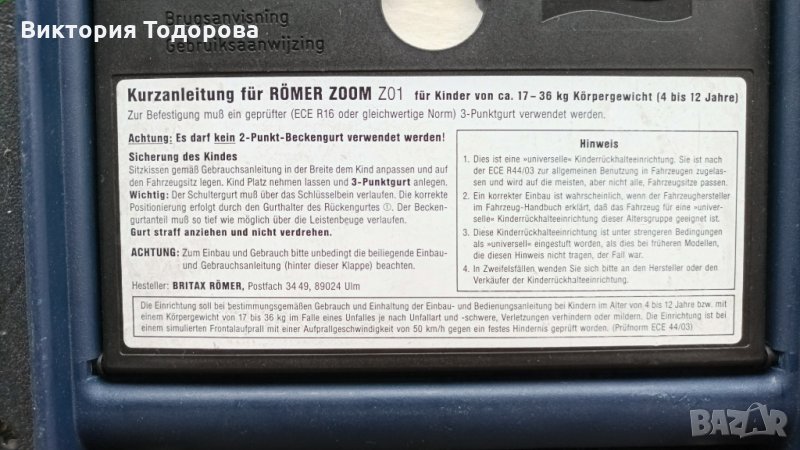 Виктория Тодорова
Brugsanvisning
Gebruiksaanwijzing
Kurzanleitung für RÖMER ZOOM Z01 für Kinder von ca. 17– 36 kg Körpergewicht (4 bis 12 Jahre)
Zur Befestigung muß ein geprüfter (ECE R16 oder gleichwertige Norm) 3-Punktgurt verwendet werden.
Achtung: Es darf kein 2-Punkt-Beckengurt verwendet werden!
Sicherung des Kindes
Sitzkissen gemäß Gebrauchsanleitung in der Breite dem Kind anpassen und auf
den Fahrzeugsitz legen. Kind Platz nehmen lassen und 3-Punktgurt anlegen.
Wichtig: Der Schultergurt muß über das Schlüsselbein verlaufen. Die korrekte
Positionierung erfolgt durch den Gurthalter des Rückengurtes ①. Der Becken-
gurtanteil muß so tief wie möglich über die Leistenbeuge verlaufen.
Gurt straff anziehen und nicht verdrehen.
ACHTUNG: Zum Einbau und Gebrauch bitte unbedingt die beiliegende Einbau-
und Gebrauchsanleitung (hinter dieser Klappe) beachten.
Hesteller: BRITAX RÖMER, Postfach 34 49, 89024 Ulm
Hinweis
1. Dies ist eine »universelle« Kinderrückhalteeinrichtung. Sie ist nach
der ECE R44/03 zur allgemeinen Benutzung in Fahrzeugen zugelas-
sen und wird auf die meisten, aber nicht alle, Fahrzeugsitze passen.
2. Ein korrekter Einbau ist wahrscheinlich, wenn der Fahrzeughersteller
im Fahrzeug-Handbuch erklärt, daß das Fahrzeug für eine »univer-
selle« Kinderrückhalteeinrichtung dieser Altersgruppe geeignet ist.
3. Diese Kinderrückhalteeinrichtung ist unter strengeren Bedingungen
als »universell« eingestuft worden, als dies bei früheren Modellen,
die diesen Hinweis nicht tragen, der Fall war.
4. In Zweifelsfällen, wenden Sie sich bitte an den Hersteller oder den
Verkäufer der Kinderrückhalteeinrichtung.
Die Einrichtung soll bei bestimmungsgemäßen Gebrauch und Einhaltung der Einbau- und Bedienungsanleitung bei Kindern im Alter von 4 bis 12 Jahre bzw. mit
einem Körpergewicht von 17 bis 36 kg im Falle eines Unfalles je nach Unfallart und -schwere, Verletzungen verhindern oder mildern. Die Einrichtung ist bei
einem simulierten Frontalaufprall mit einer Aufprallgeschwindigkeit von 50 km/h gegen ein festes Hindernis geprüft worden. (Prüfnorm ECE 44/03)
BAZAR